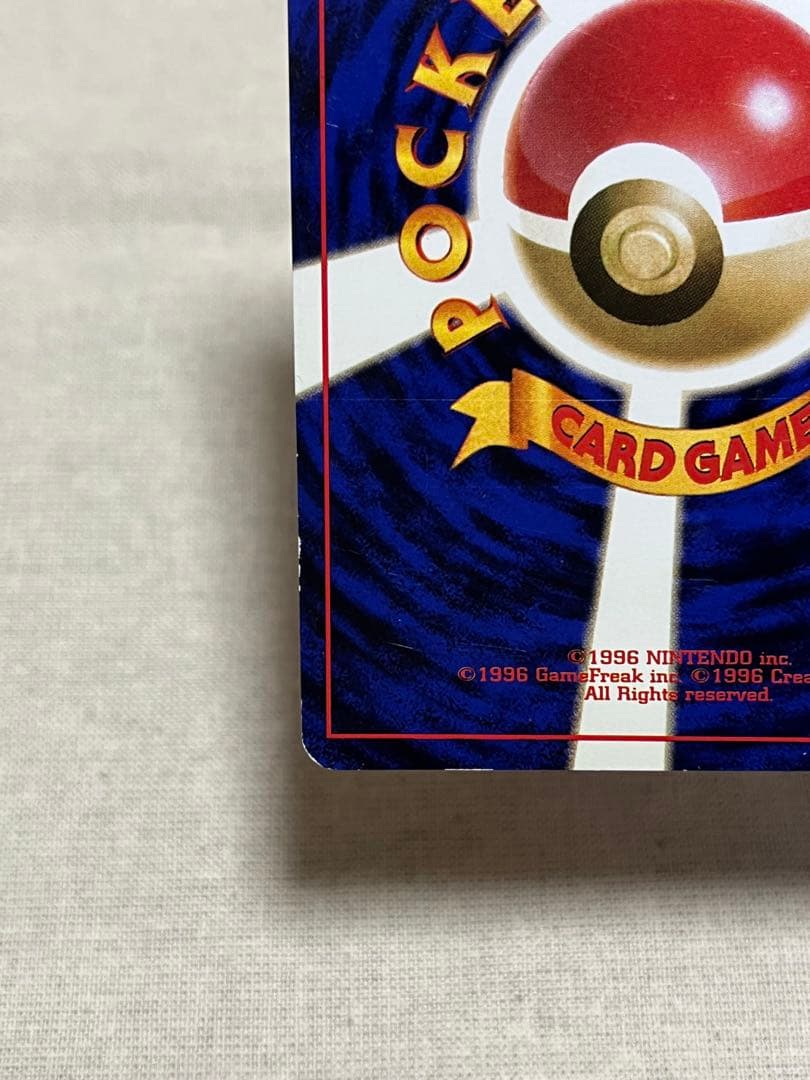 POCKE
CARD GAME
©1996 NINTENDO inc.
©1996 GameFreak inc. ©1996 Crea
All Rights reserved.